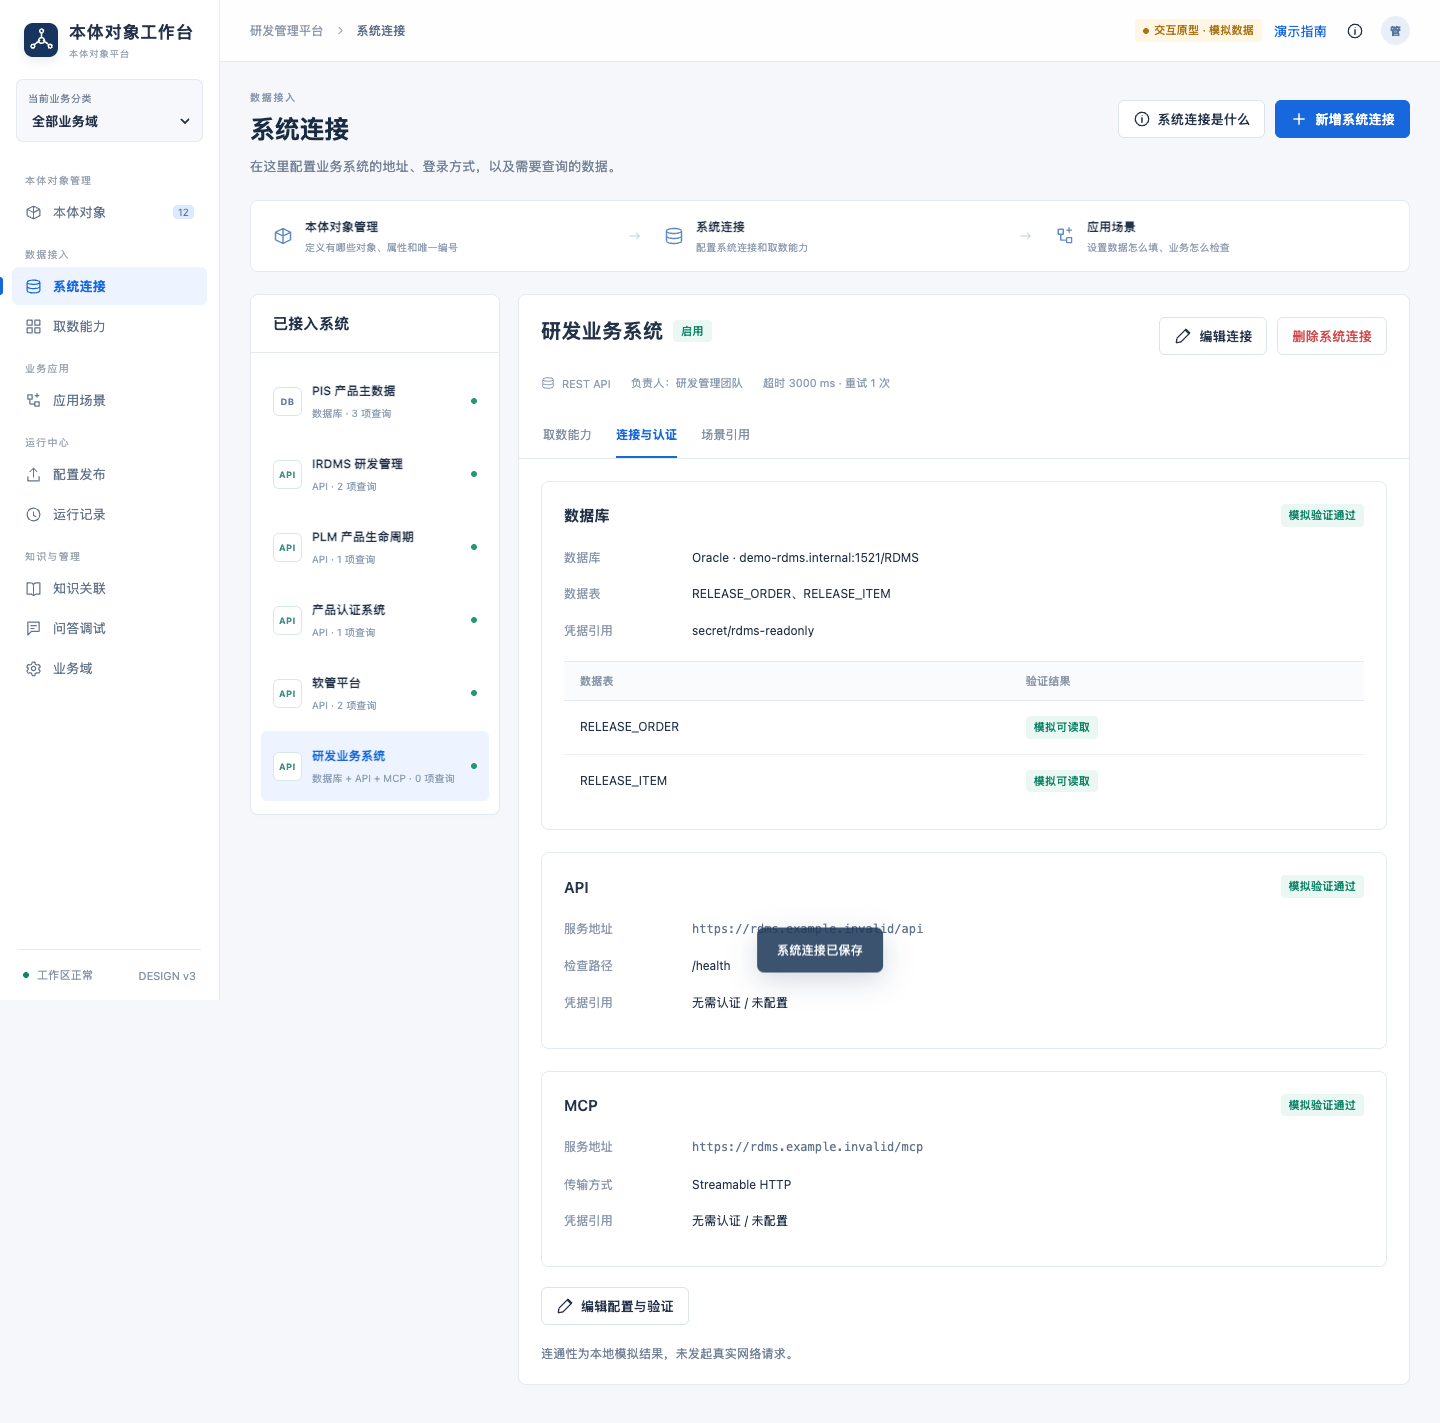 本体对象工作台
本体对象平台
当前业务分类
全部业务域
本体对象管理
本体对象 12
数据接入
系统连接
取数能力
业务应用
应用场景
运行中心
配置发布
运行记录
知识与管理
知识关联
问答调试
业务域
工作区正常 DESIGN v3
研发管理平台 系统连接
交互原型 · 模拟数据 演示指南 管
数据接入
系统连接
在这里配置业务系统的地址、登录方式，以及需要查询的数据。
系统连接是什么 新增系统连接
本体对象管理
定义有哪些对象、属性和唯一编号
→
系统连接
配置系统连接和取数能力
→
应用场景
设置数据怎么填、业务怎么检查
已接入系统
DB PIS 产品主数据
数据库 · 3 项查询
API IRDMS 研发管理
API · 2 项查询
API PLM 产品生命周期
API · 1 项查询
API 产品认证系统
API · 1 项查询
API 软管平台
API · 2 项查询
API 研发业务系统
数据库 + API + MCP · 0 项查询
研发业务系统 启用
编辑连接 删除系统连接
REST API 负责人：研发管理团队 超时 3000 ms · 重试 1 次
取数能力 连接与认证 场景引用
数据库 模拟验证通过
数据库 Oracle · demo-rdms.internal:1521/RDMS
数据表 RELEASE_ORDER、RELEASE_ITEM
凭据引用 secret/rdms-readonly
数据表 验证结果
RELEASE_ORDER 模拟可读取
RELEASE_ITEM 模拟可读取
API 模拟验证通过
服务地址 https://rdms.example.invalid/api
系统连接已保存
检查路径 /health
凭据引用 无需认证 / 未配置
MCP 模拟验证通过
服务地址 https://rdms.example.invalid/mcp
传输方式 Streamable HTTP
凭据引用 无需认证 / 未配置
编辑配置与验证
连通性为本地模拟结果，未发起真实网络请求。